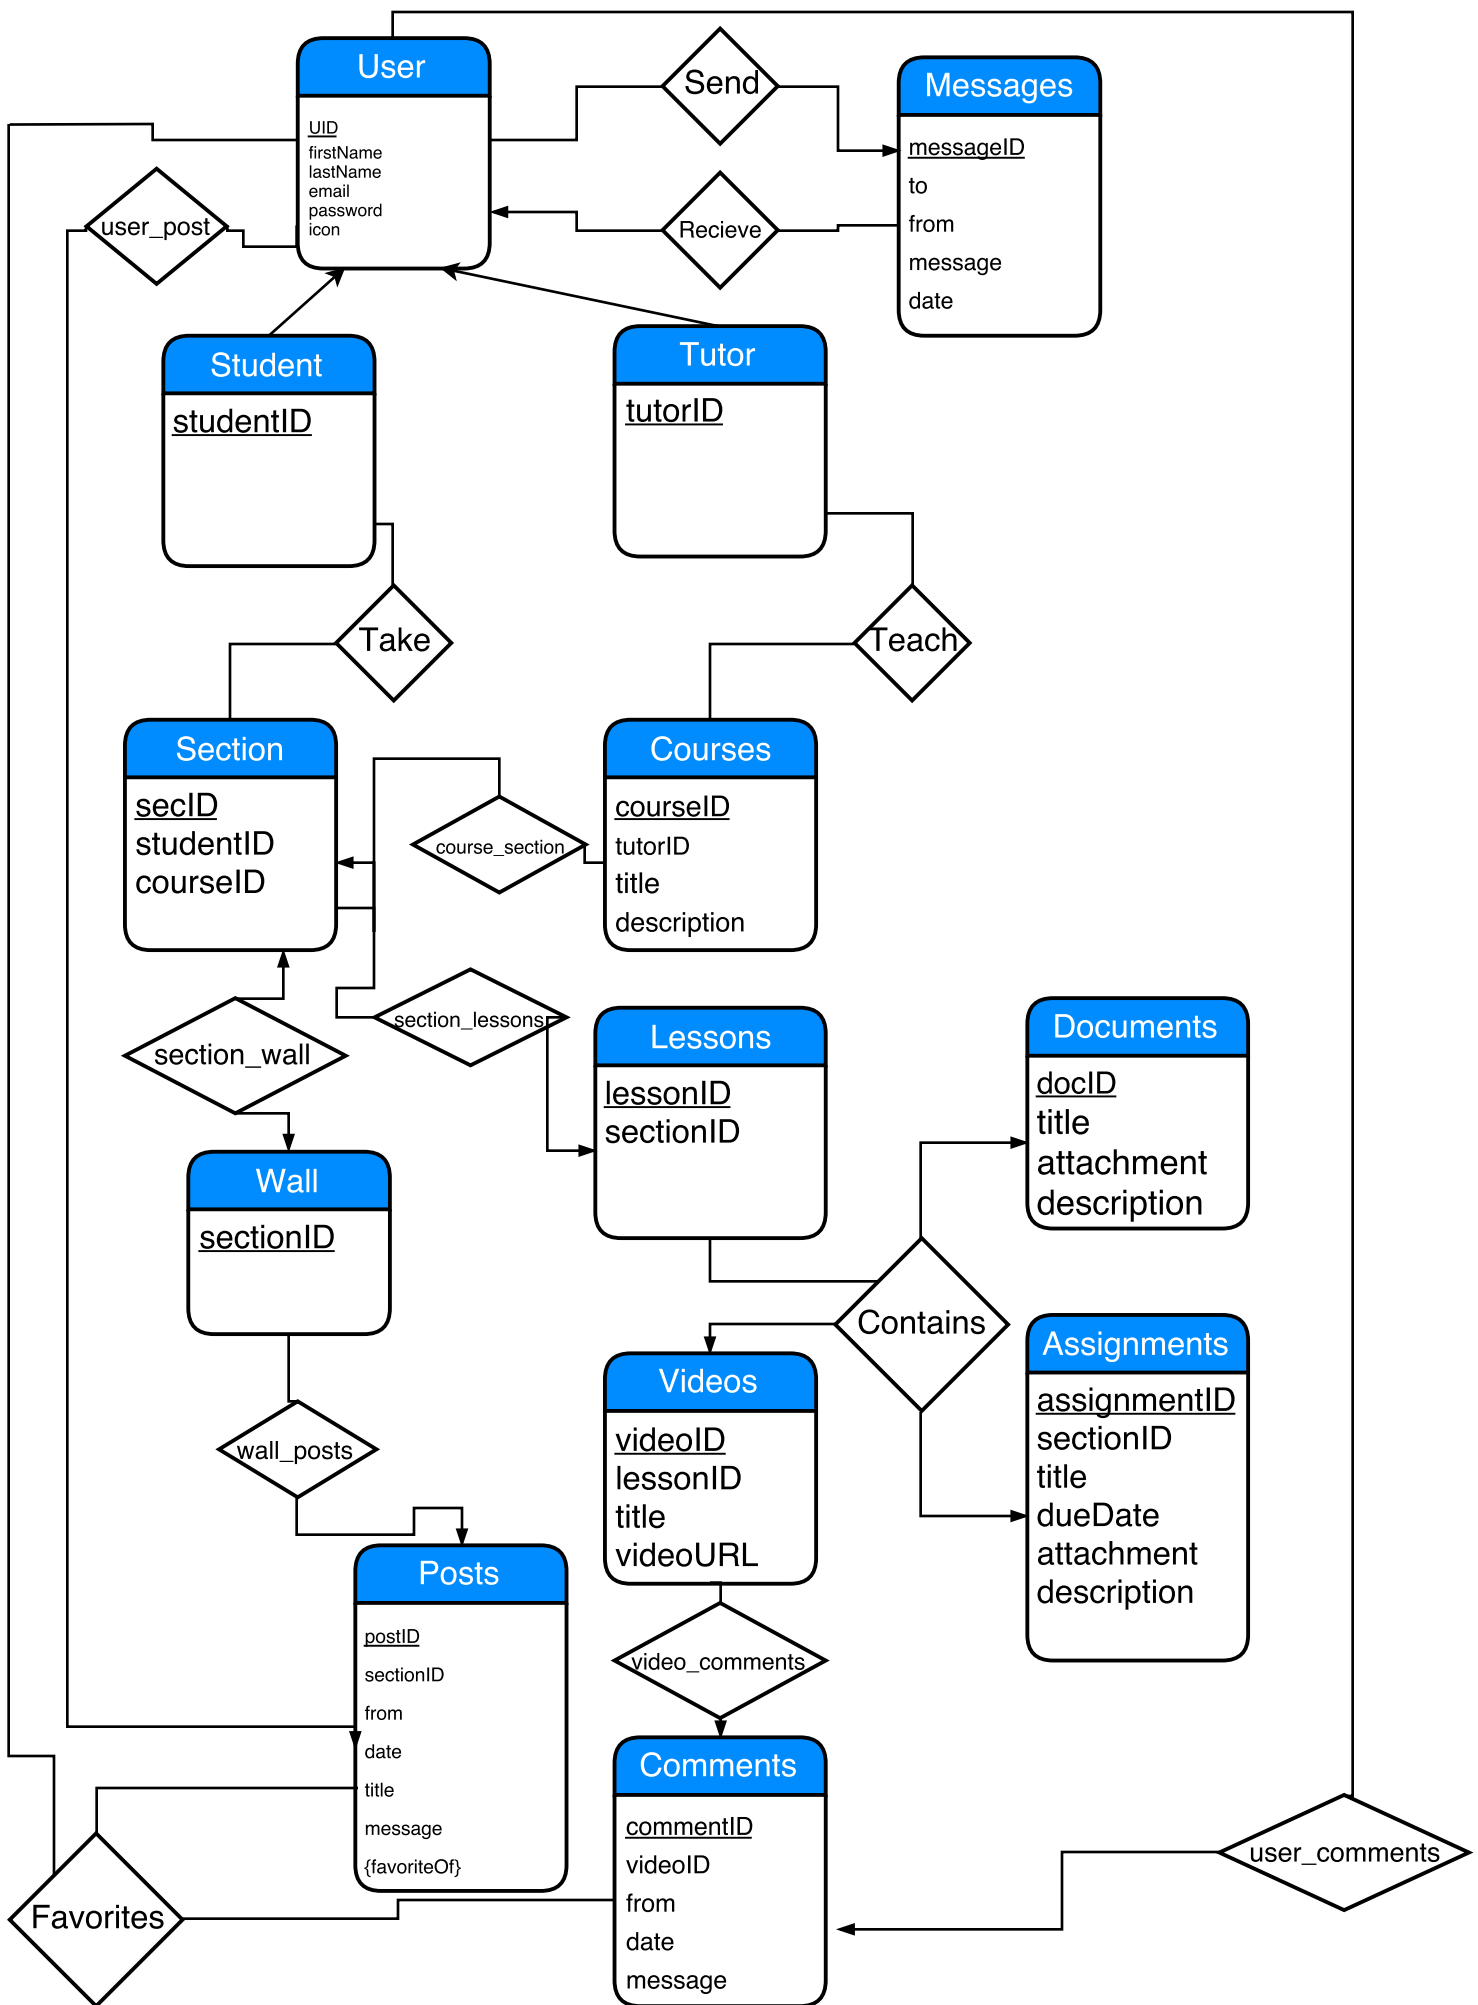 User
UID
firstName
lastName
email
password
icon
Send
Messages
messageID
to
from
message
date
user_post
Recieve
Student
studentID
Tutor
tutorID
Take
Teach
Section
secID
studentID
courseID
course_section
Courses
courseID
tutorID
title
description
section_wall
section_lessons
Lessons
lessonID
sectionID
Documents
docID
title
attachment
description
Wall
sectionID
Contains
Videos
videoID
lessonID
title
videoURL
Assignments
assignmentID
sectionID
title
dueDate
attachment
description
wall_posts
Posts
postID
sectionID
from
date
title
message
{favoriteOf}
video_comments
Comments
commentID
videoID
from
date
message
user_comments
Favorites